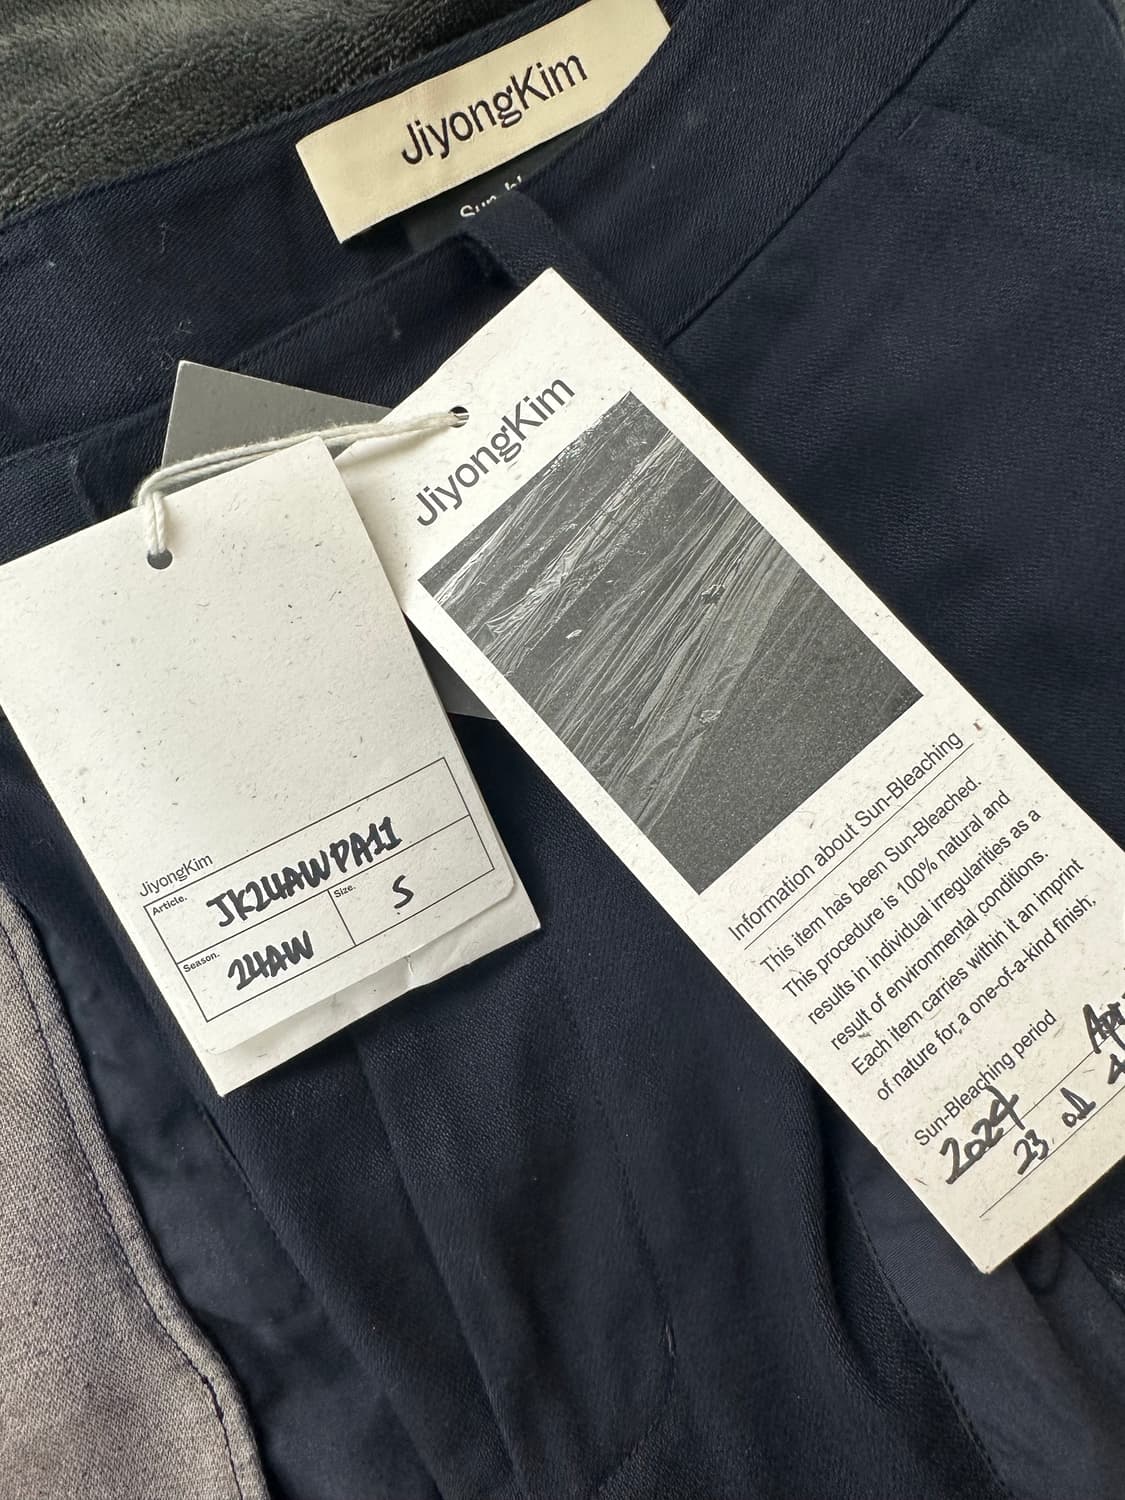 JiyongKim
JiyongKim
JiyongKim
Article. JK24AWPA11
Season. 24AW Size. S
Information about Sun-Bleaching
This item has been Sun-Bleached.
This procedure is 100% natural and
results in individual irregularities as a
result of environmental conditions.
Each item carries within it an imprint
of nature for a one-of-a-kind finish;
Sun-Bleaching period
2024
23